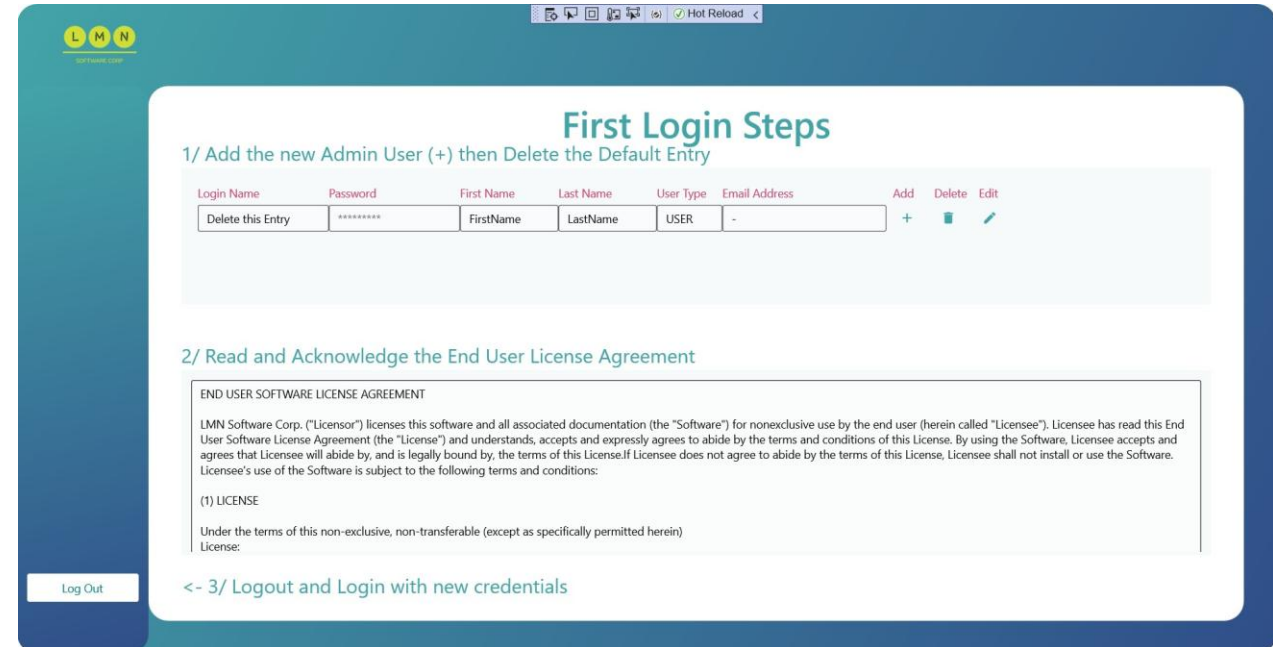 Hot Reload
L M N
SOFTWARE CORP
First Login Steps
1/ Add the new Admin User (+) then Delete the Default Entry
Login Name Password First Name Last Name User Type Email Address Add Delete Edit
Delete this Entry ********* FirstName LastName USER - +
2/ Read and Acknowledge the End User License Agreement
END USER SOFTWARE LICENSE AGREEMENT
LMN Software Corp. ("Licensor") licenses this software and all associated documentation (the "Software") for nonexclusive use by the end user (herein called "Licensee"). Licensee has read this End
User Software License Agreement (the "License") and understands, accepts and expressly agrees to abide by the terms and conditions of this License. By using the Software, Licensee accepts and
agrees that Licensee will abide by, and is legally bound by, the terms of this License.If Licensee does not agree to abide by the terms of this License, Licensee shall not install or use the Software.
Licensee's use of the Software is subject to the following terms and conditions:
(1) LICENSE
Under the terms of this non-exclusive, non-transferable (except as specifically permitted herein)
License:
Log Out
<- 3/ Logout and Login with new credentials